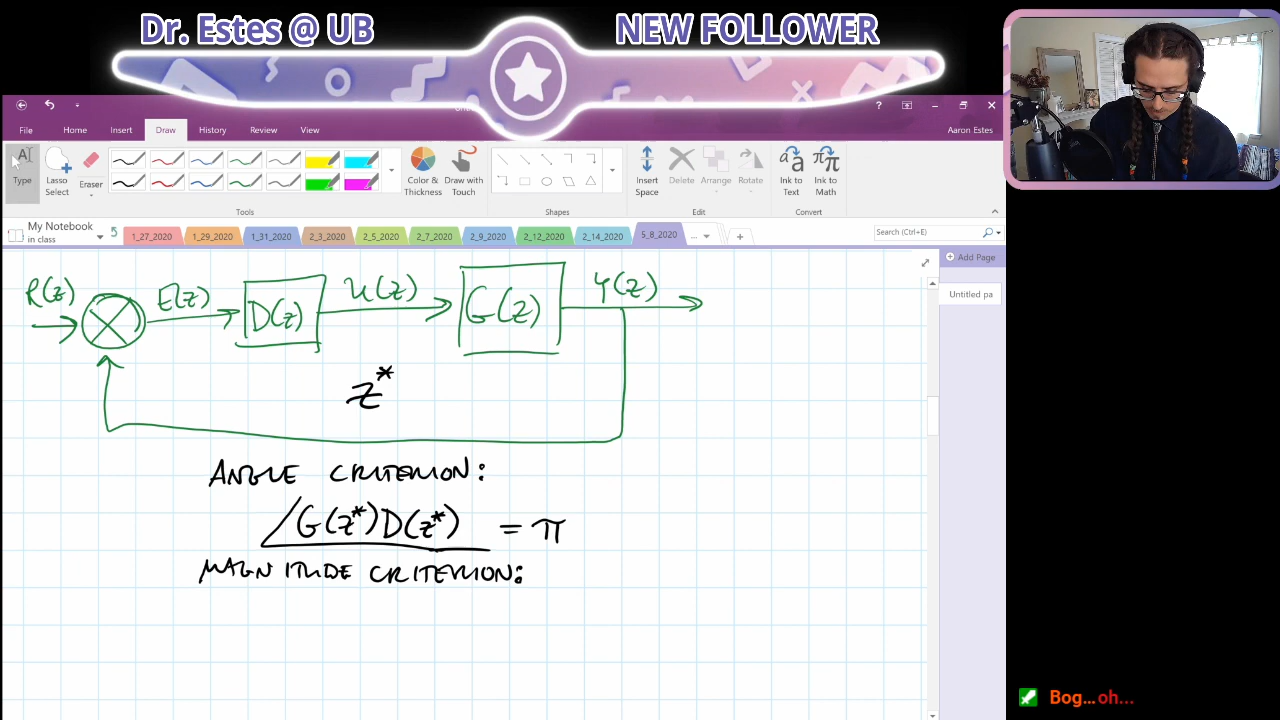 Dr. Estes @ UB
NEW FOLLOWER
File Home Insert Draw History Review View
Aaron Estes
Type
Lasso Select
Eraser
Color & Thickness
Draw with Touch
Insert Space
Delete
Arrange
Rotate
Ink to Text
Ink to Math
Tools
Shapes
Edit
Convert
My Notebook
in class
1_27_2020 1_29_2020 1_31_2020 2_3_2020 2_5_2020 2_7_2020 2_9_2020 2_12_2020 2_14_2020 5_8_2020 ...
Search (Ctrl+E)
Add Page
Untitled pa
R(z) E(z) D(z) U(z) G(z) Y(z)
z*
ANGLE CRITERION:
∠G(z*)D(z*) = π
MAGNITUDE CRITERION:
Bog...oh...